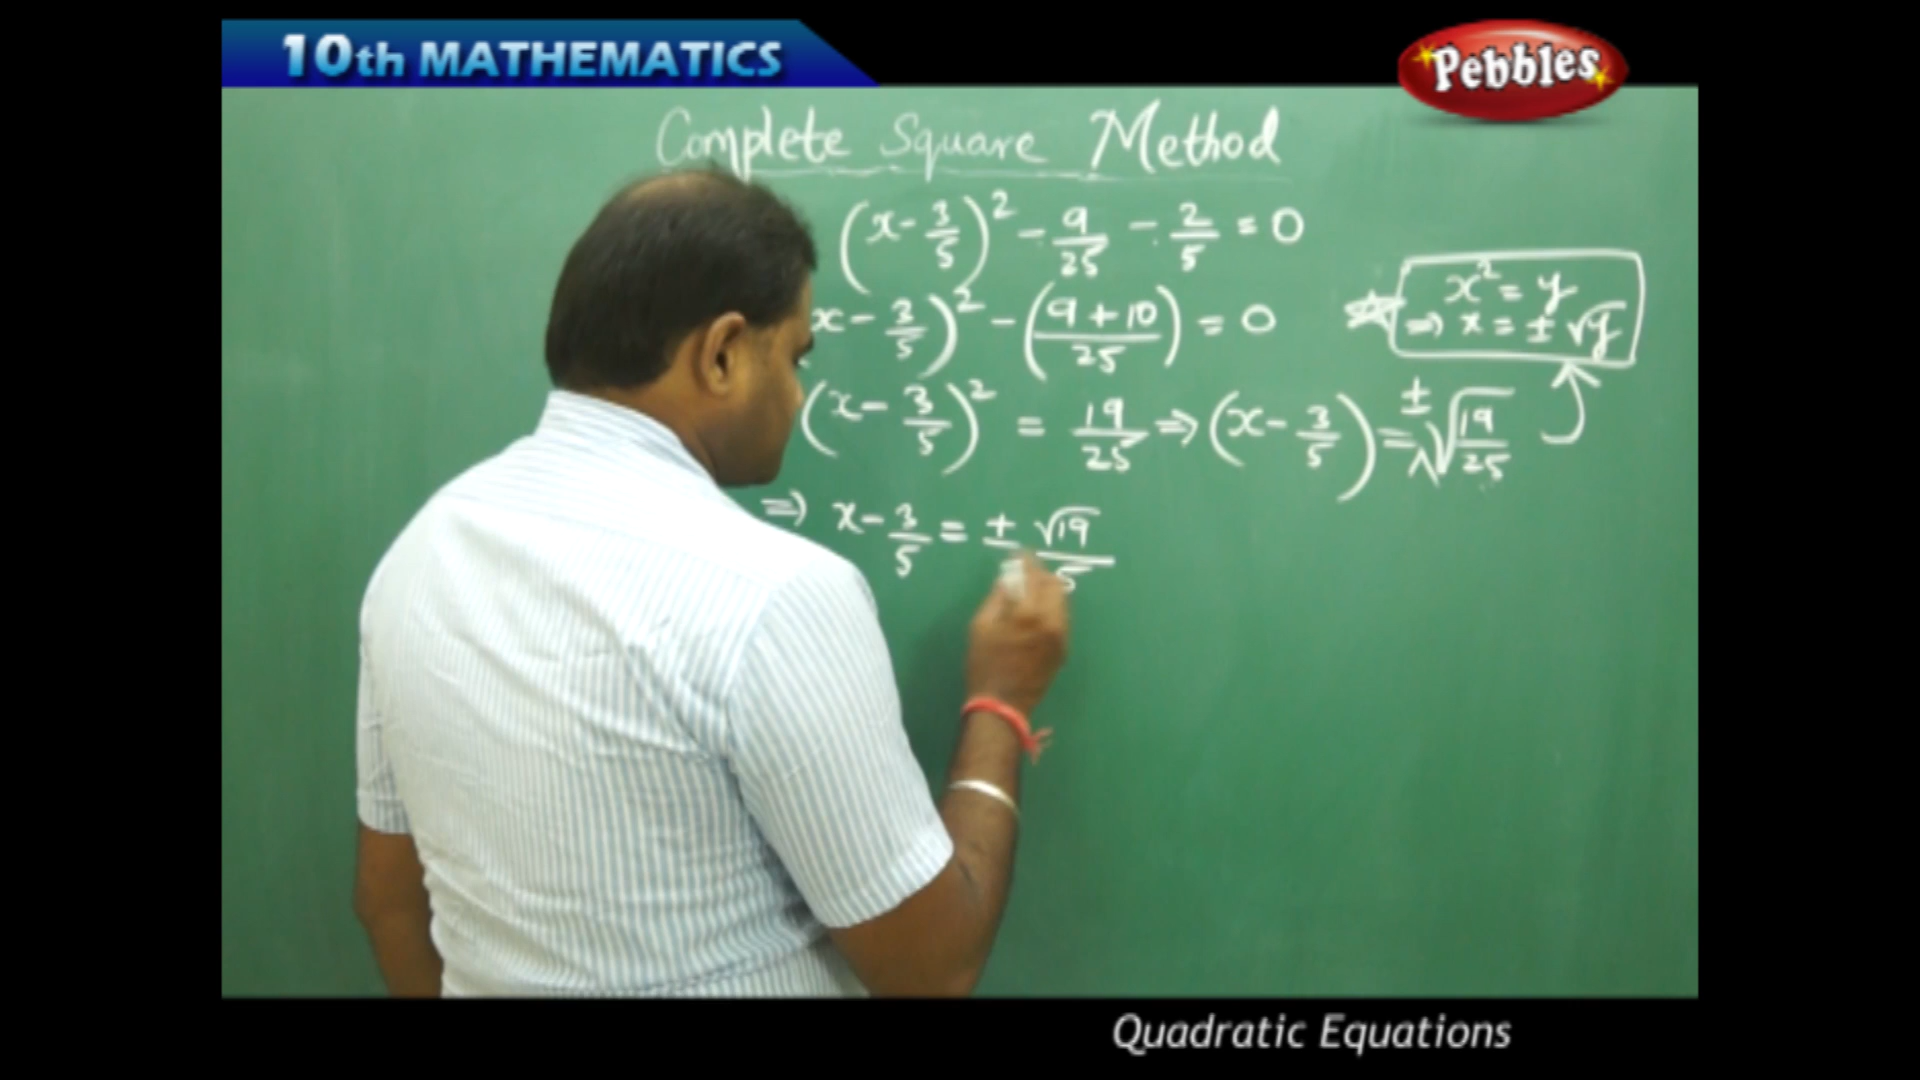 10th MATHEMATICS
Pebbles
Complete Square Method
(x - 3/5)² - 9/25 - 2/5 = 0
x - 3/5)² - (9 + 10/25) = 0
x² = y
⇒ x = ± √y
(x - 3/5)² = 19/25 ⇒ (x - 3/5) = ± √19/25
⇒ x - 3/5 = ± √19/5
Quadratic Equations